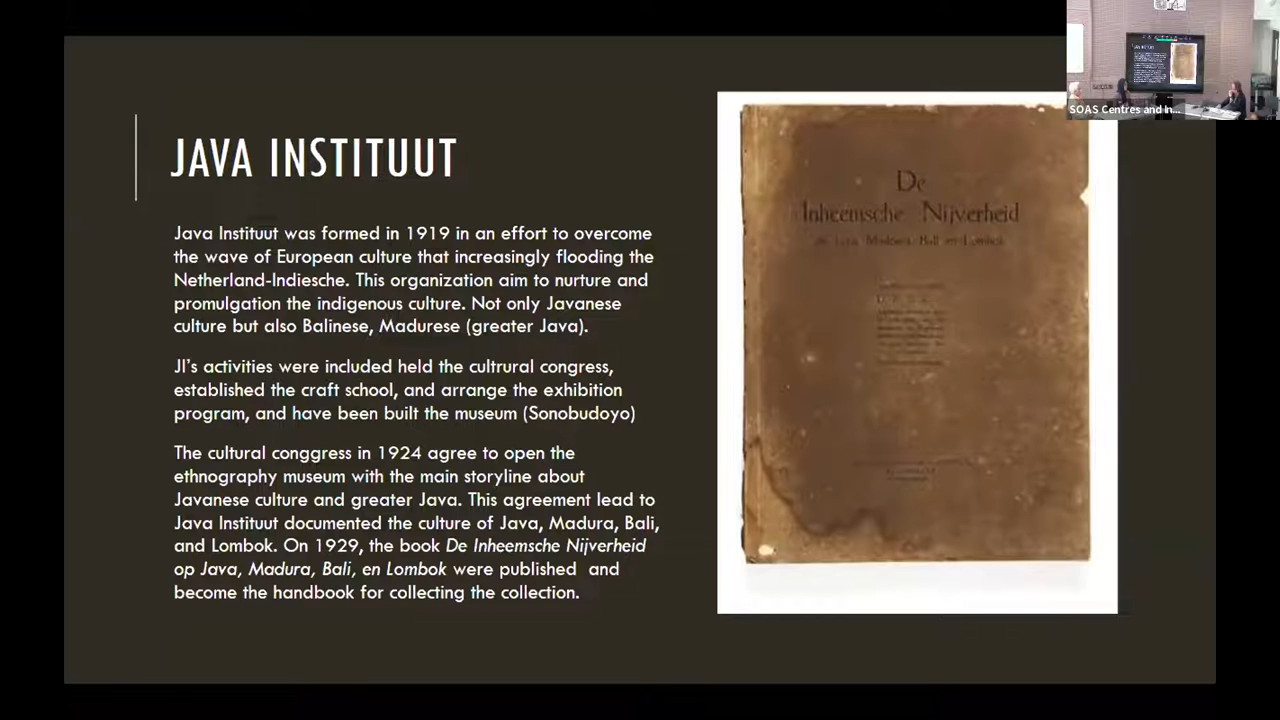 JAVA INSTITUUT
Java Instituut was formed in 1919 in an effort to overcome
the wave of European culture that increasingly flooding the
Netherland-Indiesche. This organization aim to nurture and
promulgation the indigenous culture. Not only Javanese
culture but also Balinese, Madurese (greater Java).
JI's activities were included held the cultrural congress,
established the craft school, and arrange the exhibition
program, and have been built the museum (Sonobudoyo)
The cultural conggress in 1924 agree to open the
ethnography museum with the main storyline about
Javanese culture and greater Java. This agreement lead to
Java Instituut documented the culture of Java, Madura, Bali,
and Lombok. On 1929, the book De Inheemsche Nijverheid
op Java, Madura, Bali, en Lombok were published and
become the handbook for collecting the collection.
De
Inheemsche Nijverheid
op Java, Madoera, Bali en Lombok
SOAS Centres and In...